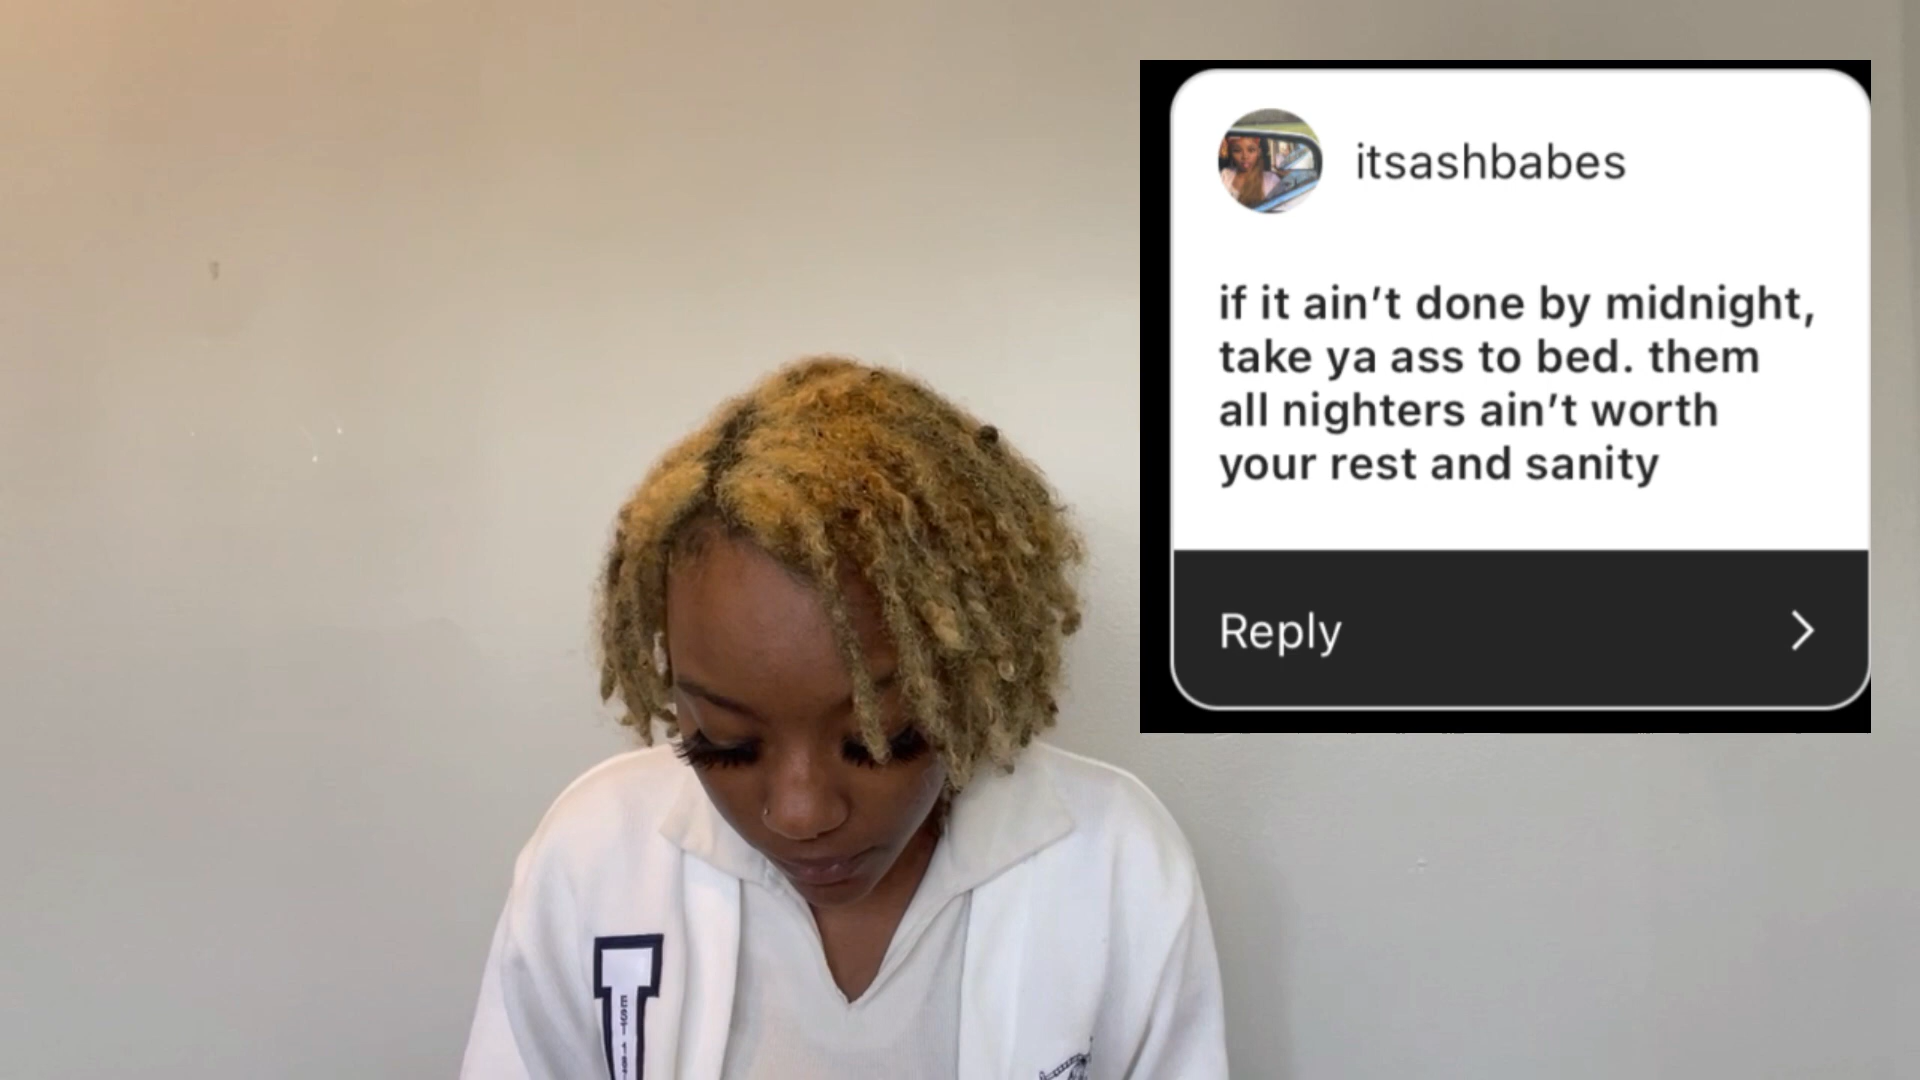 itsashbabes
if it ain’t done by midnight,
take ya ass to bed. them
all nighters ain’t worth
your rest and sanity
Reply